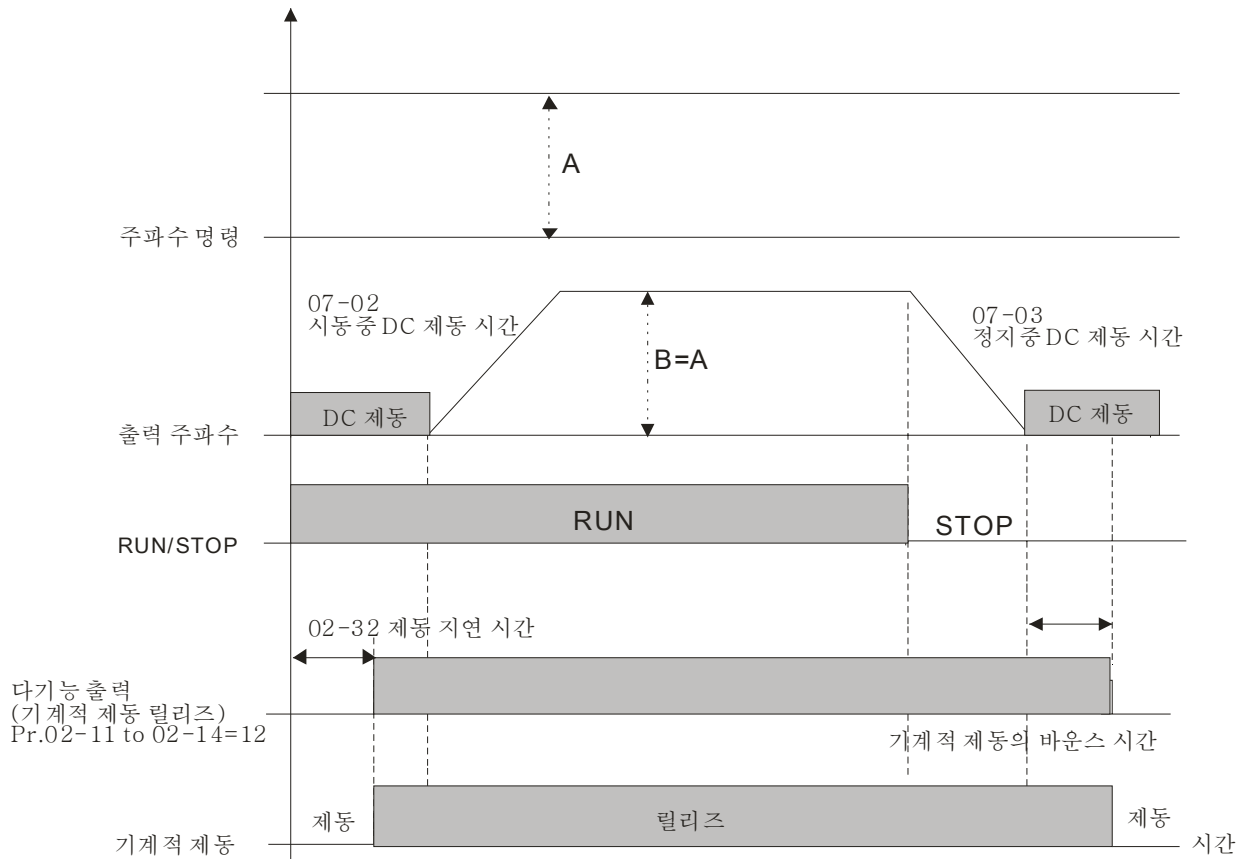 A
주파수 명령
07-02
시동중 DC 제동 시간
07-03
정지중 DC 제동 시간
B=A
DC 제동
DC 제동
출력 주파수
RUN
STOP
RUN/STOP
02-32 제동 지연 시간
다기능 출력
(기계적 제동 릴리즈)
Pr.02-11 to 02-14=12
기계적 제동의 바운스 시간
제동
릴리즈
제동
기계적 제동
시간